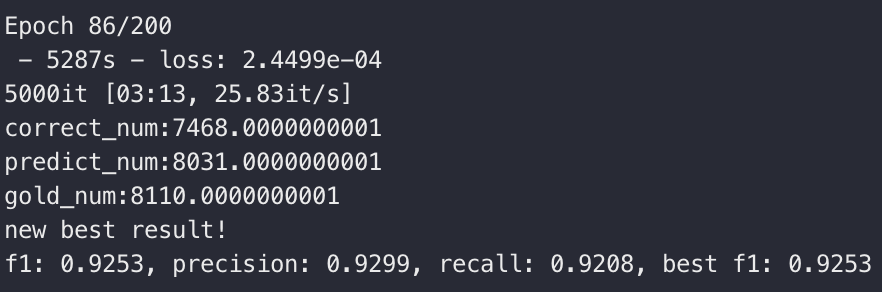 Epoch 86/200
 - 5287s - loss: 2.4499e-04
5000it [03:13, 25.83it/s]
correct_num:7468.0000000001
predict_num:8031.0000000001
gold_num:8110.0000000001
new best result!
f1: 0.9253, precision: 0.9299, recall: 0.9208, best f1: 0.9253